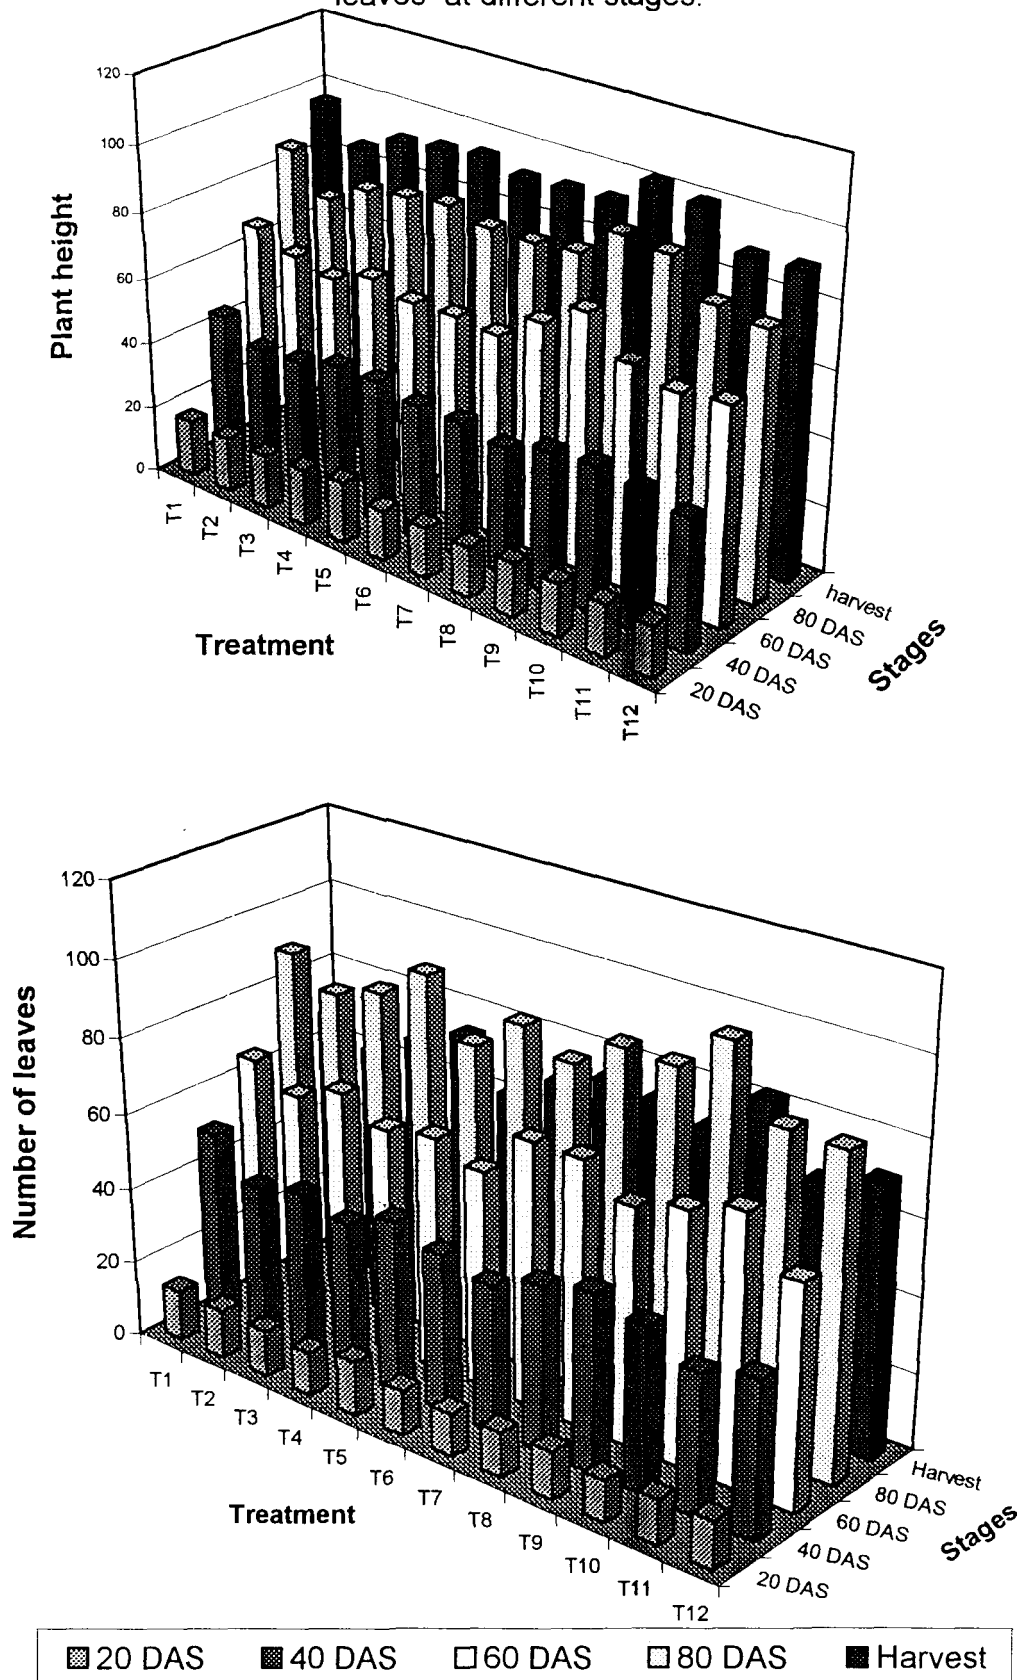 leaves at different stages.
120
100
80
60
40
20
0
Plant height
T1
T2
T3
T4
T5
T6
T7
T8
T9
T10
T11
T12
Treatment
harvest
80 DAS
60 DAS
40 DAS
20 DAS
Stages
120
100
80
60
40
20
0
Number of leaves
T1
T2
T3
T4
T5
T6
T7
T8
T9
T10
T11
T12
Treatment
Harvest
80 DAS
60 DAS
40 DAS
20 DAS
Stages
20 DAS 40 DAS 60 DAS 80 DAS Harvest